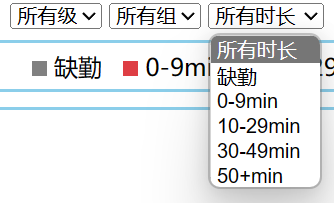 所有级 所有组 所有时长
缺勤 0-9mi 29
所有时长
缺勤
0-9min
10-29min
30-49min
50+min